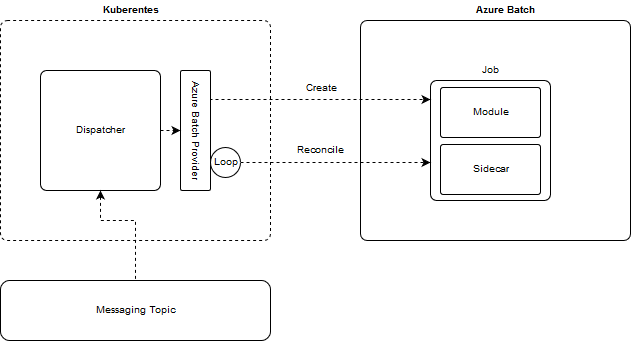 Kuberentes
Azure Batch
Job
Create
Module
Dispatcher
Azure Batch Provider
Reconcile
Loop
Sidecar
Messaging Topic